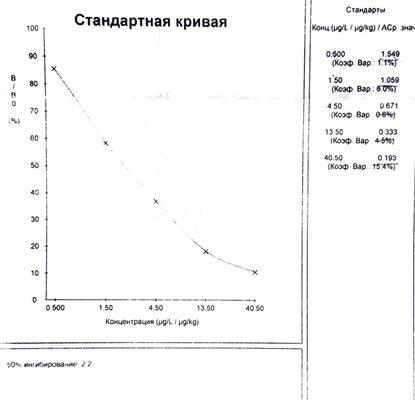 Стандартная кривая
B / B0 (%)
100
90
80
70
60
50
40
30
20
10
0
0.500 1.50 4.50 13.50 40.50
Концентрация (µg/L / µg/kg)
50% ингибирование 2.2
Стандарты
Конц (µg/L / µg/kg) / АСр. знач
0.500 1.549
(Коэф. Вар.: 1.1%)
1.50 1.059
(Коэф. Вар.: 6.0%)
4.50 0.671
(Коэф. Вар 0.6%)
13.50 0.333
(Коэф. Вар 4.5%)
40.50 0.193
(Коэф. Вар.: 15.4%)